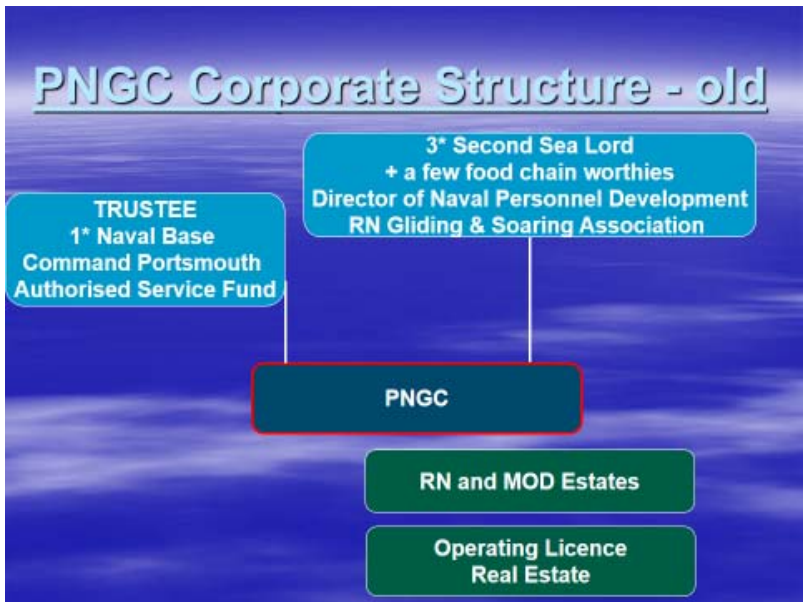 PNGC Corporate Structure - old
3* Second Sea Lord
+ a few food chain worthies
Director of Naval Personnel Development
RN Gliding & Soaring Association
TRUSTEE
1* Naval Base
Command Portsmouth
Authorised Service Fund
PNGC
RN and MOD Estates
Operating Licence
Real Estate